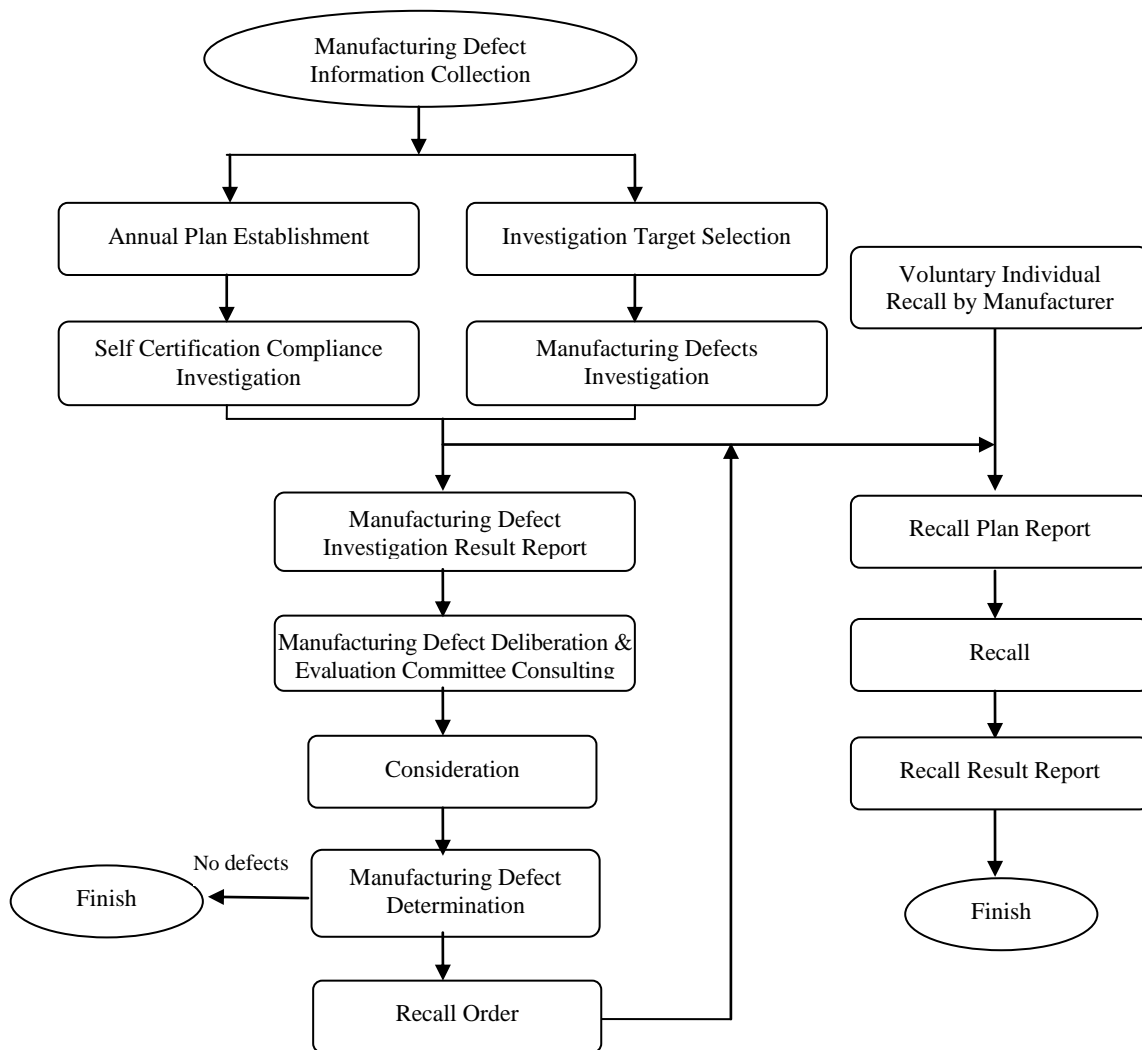 Manufacturing Defect
Information Collection
Annual Plan Establishment
Investigation Target Selection
Voluntary Individual
Recall by Manufacturer
Self Certification Compliance
Investigation
Manufacturing Defects
Investigation
Manufacturing Defect
Investigation Result Report
Recall Plan Report
Manufacturing Defect Deliberation &
Evaluation Committee Consulting
Recall
Consideration
Recall Result Report
No defects
Finish
Manufacturing Defect
Determination
Finish
Recall Order